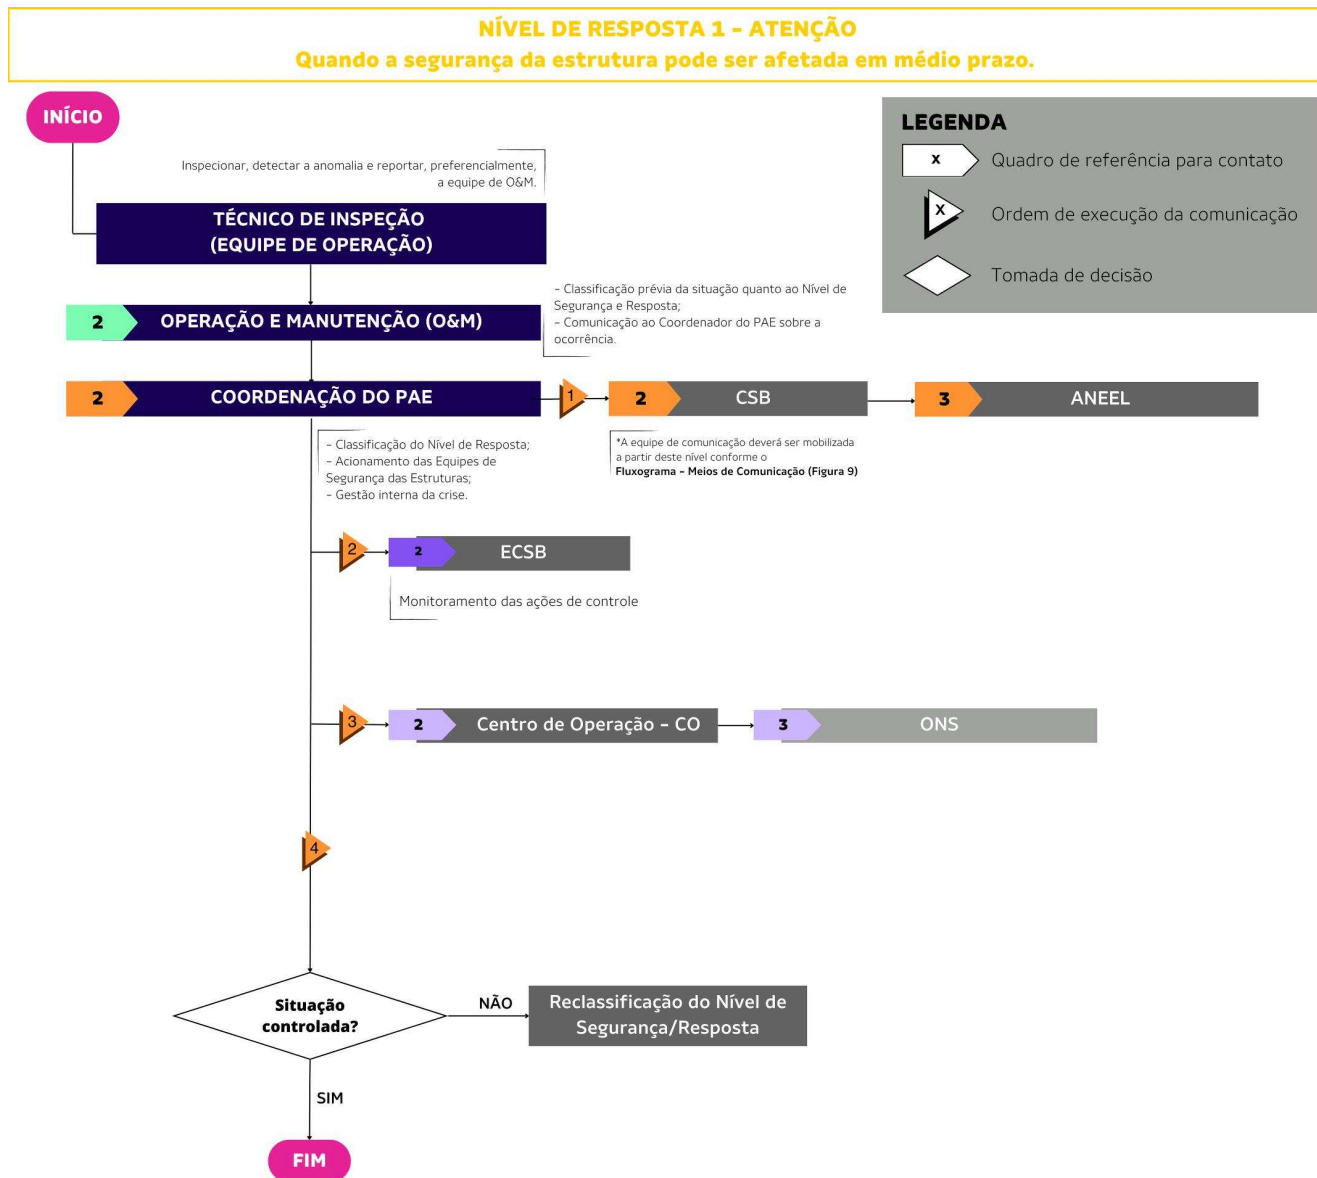 NÍVEL DE RESPOSTA 1 - ATENÇÃO
Quando a segurança da estrutura pode ser afetada em médio prazo.
INÍCIO
LEGENDA
x
Quadro de referência para contato
X
Ordem de execução da comunicação
Tomada de decisão
Inspecionar, detectar a anomalia e reportar, preferencialmente,
a equipe de O&M.
TÉCNICO DE INSPEÇÃO
(EQUIPE DE OPERAÇÃO)
2
OPERAÇÃO E MANUTENÇÃO (O&M)
- Classificação prévia da situação quanto ao Nível de
Segurança e Resposta;
- Comunicação ao Coordenador do PAE sobre a
ocorrência.
2
COORDENAÇÃO DO PAE
1
2
CSB
3
ANEEL
- Classificação do Nível de Resposta;
- Acionamento das Equipes de
Segurança das Estruturas;
- Gestão interna da crise.
*A equipe de comunicação deverá ser mobilizada
a partir deste nível conforme o
Fluxograma - Meios de Comunicação (Figura 9)
2
2
ECSB
Monitoramento das ações de controle
3
2
Centro de Operação - CO
3
ONS
4
Situação
controlada?
NÃO
Reclassificação do Nível de
Segurança/Resposta
SIM
FIM